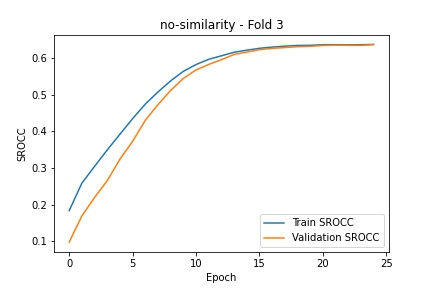 no-similarity - Fold 3
SROCC
0.6
0.5
0.4
0.3
0.2
0.1
Train SROCC
Validation SROCC
0 5 10 15 20 25
Epoch